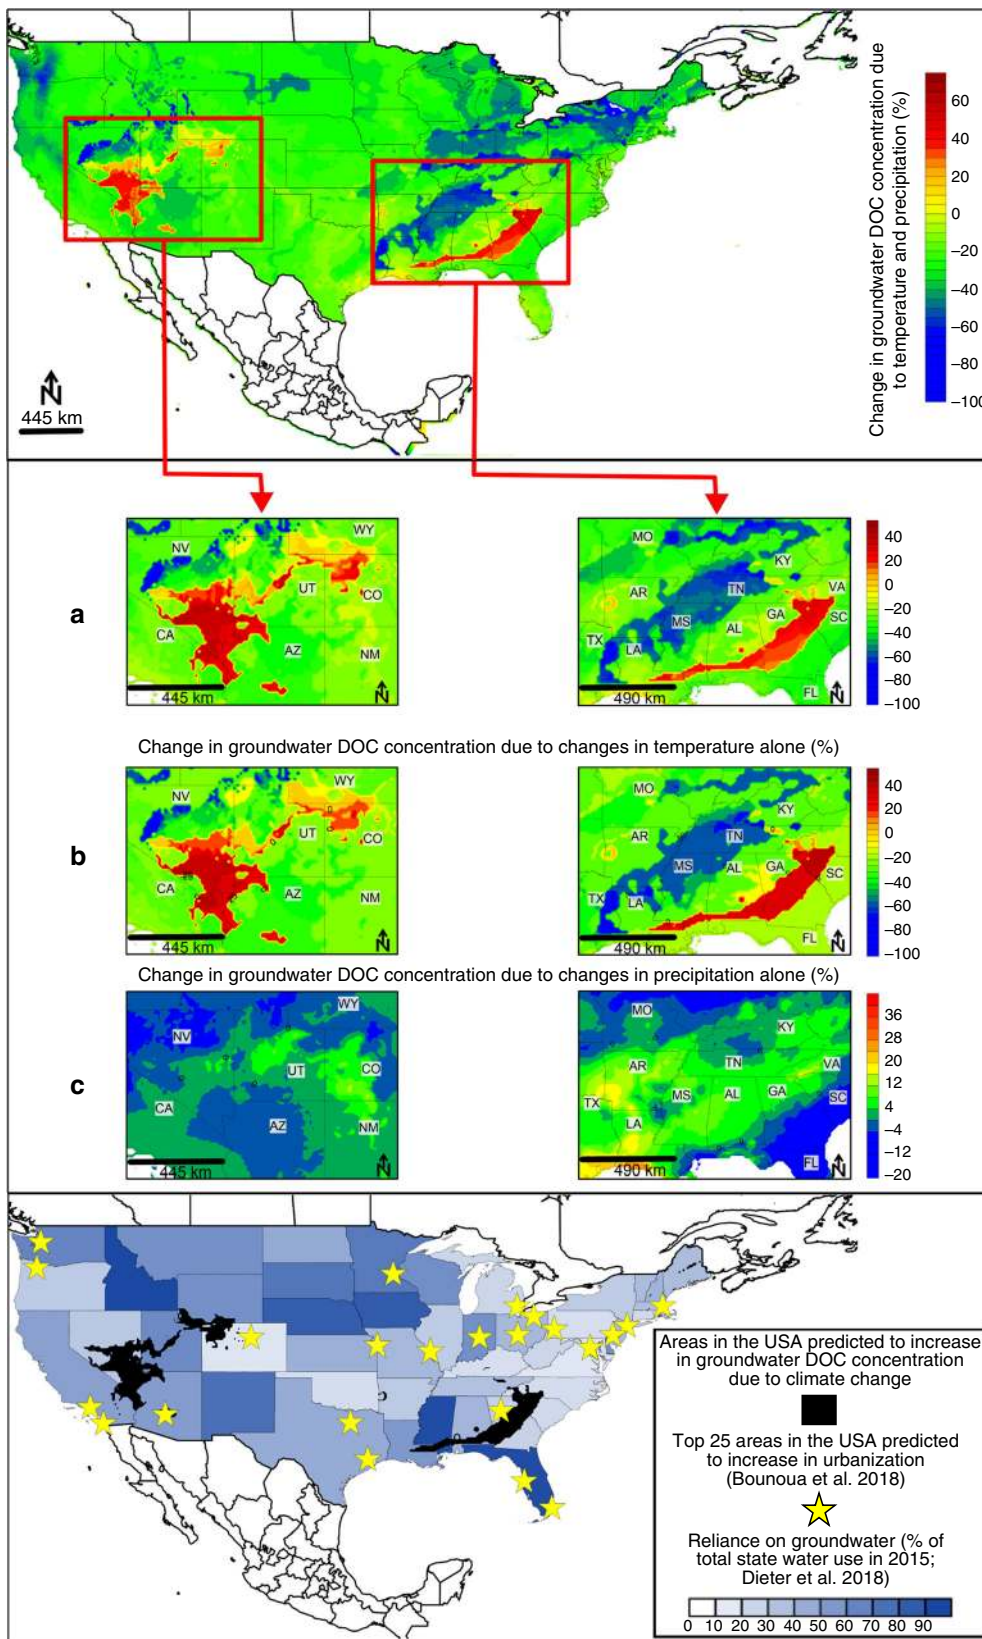 Change in groundwater DOC concentration due
to temperature and precipitation (%)
60
40
20
0
−20
−40
−60
−80
−100
N
445 km
a
NV
WY
UT
CO
CA
AZ
NM
445 km
N
MO
KY
AR
TN
VA
MS
AL
GA
SC
TX
LA
FL
490 km
N
40
20
0
−20
−40
−60
−80
−100
Change in groundwater DOC concentration due to changes in temperature alone (%)
b
NV
WY
UT
CO
CA
AZ
NM
445 km
N
MO
KY
AR
TN
MS
AL
GA
SC
TX
LA
FL
490 km
N
40
20
0
−20
−40
−60
−80
−100
Change in groundwater DOC concentration due to changes in precipitation alone (%)
c
NV
WY
UT
CO
CA
AZ
NM
445 km
N
MO
KY
AR
TN
VA
MS
AL
GA
SC
TX
LA
FL
490 km
N
36
28
20
12
4
−4
−12
−20
Areas in the USA predicted to increase
in groundwater DOC concentration
due to climate change
Top 25 areas in the USA predicted
to increase in urbanization
(Bounoua et al. 2018)
Reliance on groundwater (% of
total state water use in 2015;
Dieter et al. 2018)
0 10 20 30 40 50 60 70 80 90